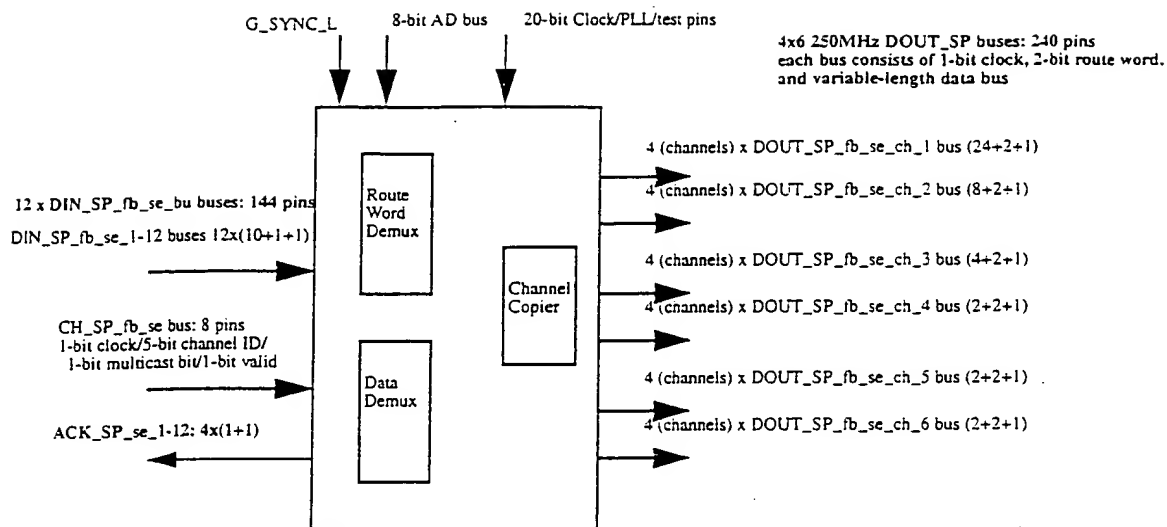 G_SYNC_L
8-bit AD bus
20-bit Clock/PLL/test pins
4x6 250MHz DOUT_SP buses: 240 pins
each bus consists of 1-bit clock, 2-bit route word,
and variable-length data bus
12 x DIN_SP_fb_se_bu buses: 144 pins
DIN_SP_fb_se_1-12 buses 12x(10+1+1)
CH_SP_fb_se bus: 8 pins
1-bit clock/5-bit channel ID/
1-bit multicast bit/1-bit valid
ACK_SP_se_1-12: 4x(1+1)
Route
Word
Demux
Data
Demux
Channel
Copier
4 (channels) x DOUT_SP_fb_se_ch_1 bus (24+2+1)
4 (channels) x DOUT_SP_fb_se_ch_2 bus (8+2+1)
4 (channels) x DOUT_SP_fb_se_ch_3 bus (4+2+1)
4 (channels) x DOUT_SP_fb_se_ch_4 bus (2+2+1)
4 (channels) x DOUT_SP_fb_se_ch_5 bus (2+2+1)
4 (channels) x DOUT_SP_fb_se_ch_6 bus (2+2+1)